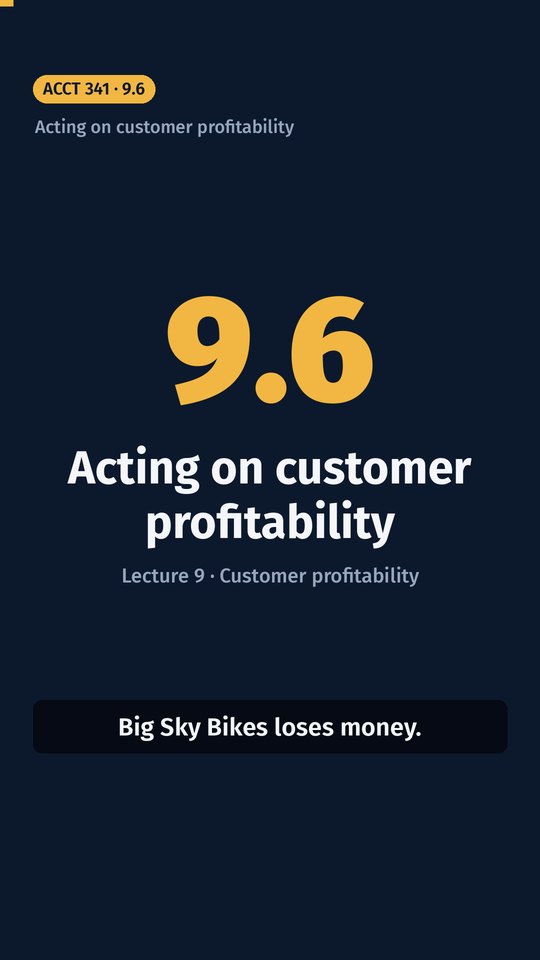 ACCT 341 · 9.6
Acting on customer profitability
9.6
Acting on customer
profitability
Lecture 9 · Customer profitability
Big Sky Bikes loses money.